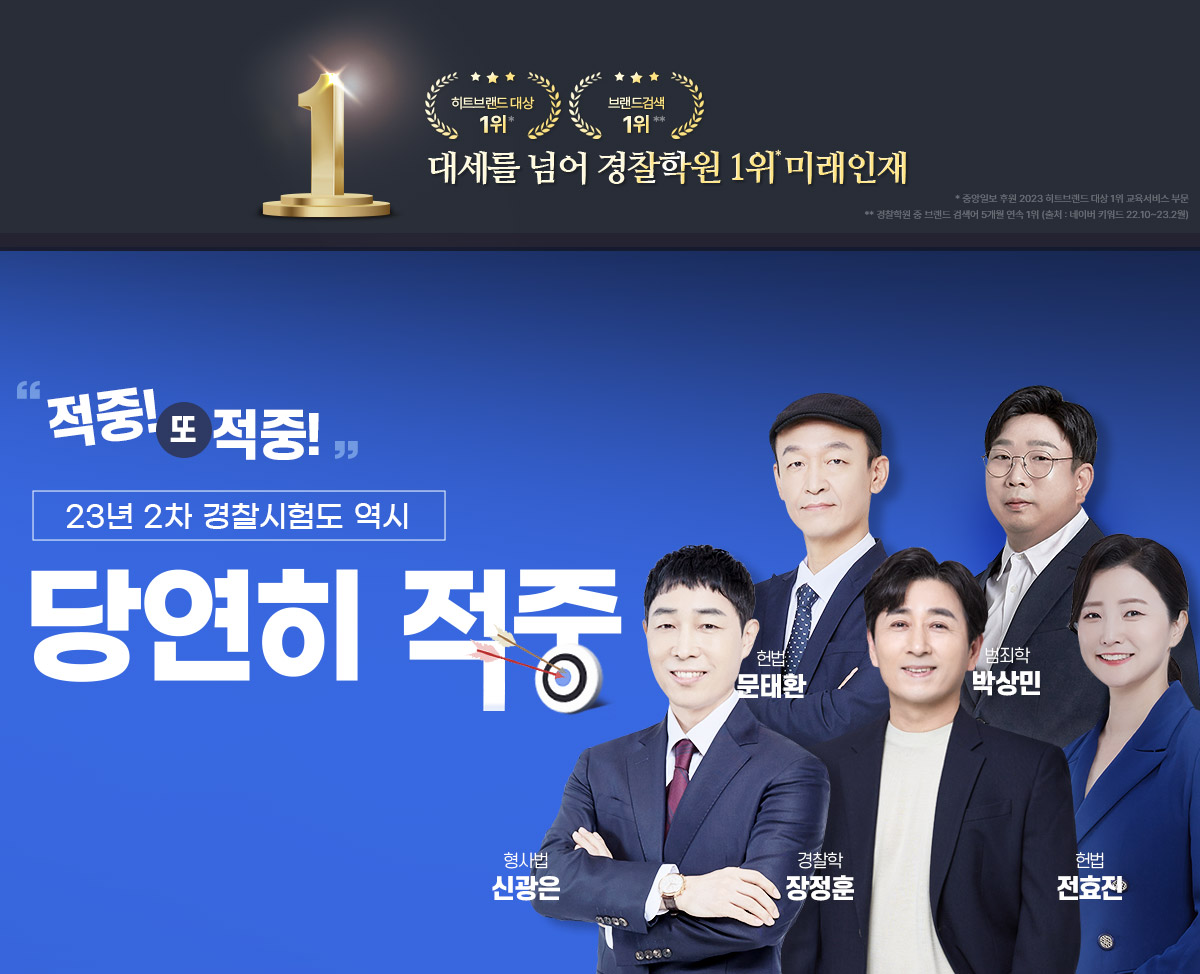 히트브랜드 대상
1위*
브랜드검색
1위**
대세를 넘어 경찰학원 1위* 미래인재
* 중앙일보 후원 2023 히트브랜드 대상 1위 교육서비스 부문
** 경찰학원 중 브랜드 검색어 5개월 연속 1위 (출처 : 네이버 키워드 22.10~23.2월)
“적중! 또 적중!”
23년 2차 경찰시험도 역시
당연히 적중
헌법
문태환
범죄학
박상민
형사법
신광은
경찰학
장정훈
헌법
전효진